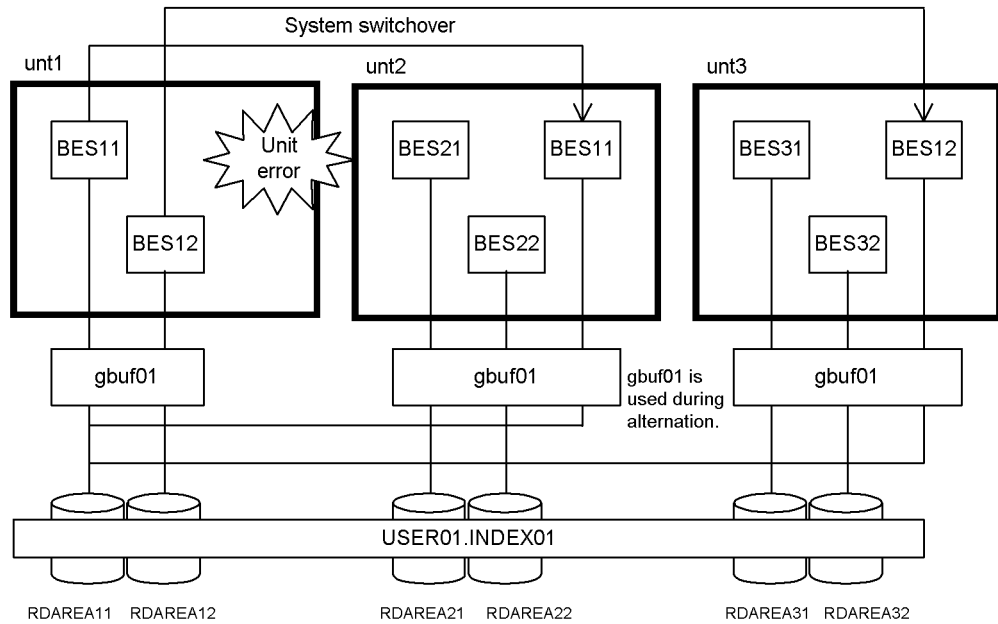 System switchover
unt1
unt2
unt3
BES11
Unit
error
BES21
BES11
BES31
BES12
BES12
BES22
BES32
gbuf01
gbuf01
gbuf01 is
used during
alternation.
gbuf01
USER01.INDEX01
RDAREA11
RDAREA12
RDAREA21
RDAREA22
RDAREA31
RDAREA32